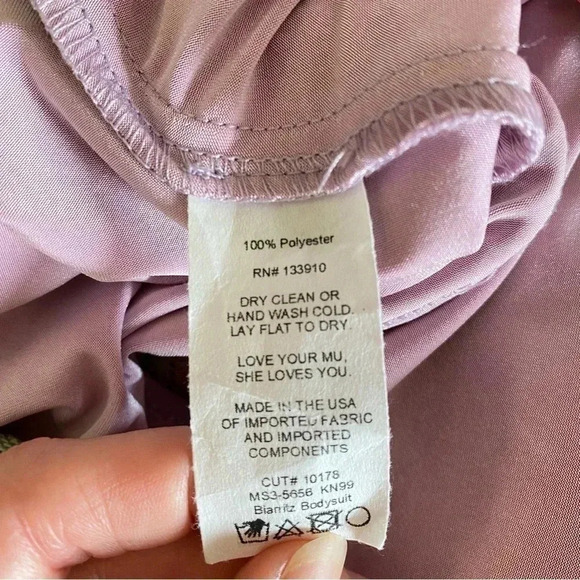 100% Polyester
RN# 133910
DRY CLEAN OR
HAND WASH COLD.
LAY FLAT TO DRY.
LOVE YOUR MU,
SHE LOVES YOU.
MADE IN THE USA
OF IMPORTED FABRIC
AND IMPORTED
COMPONENTS
CUT# 10178
MS3-5656 KN99
Biarritz Bodysuit